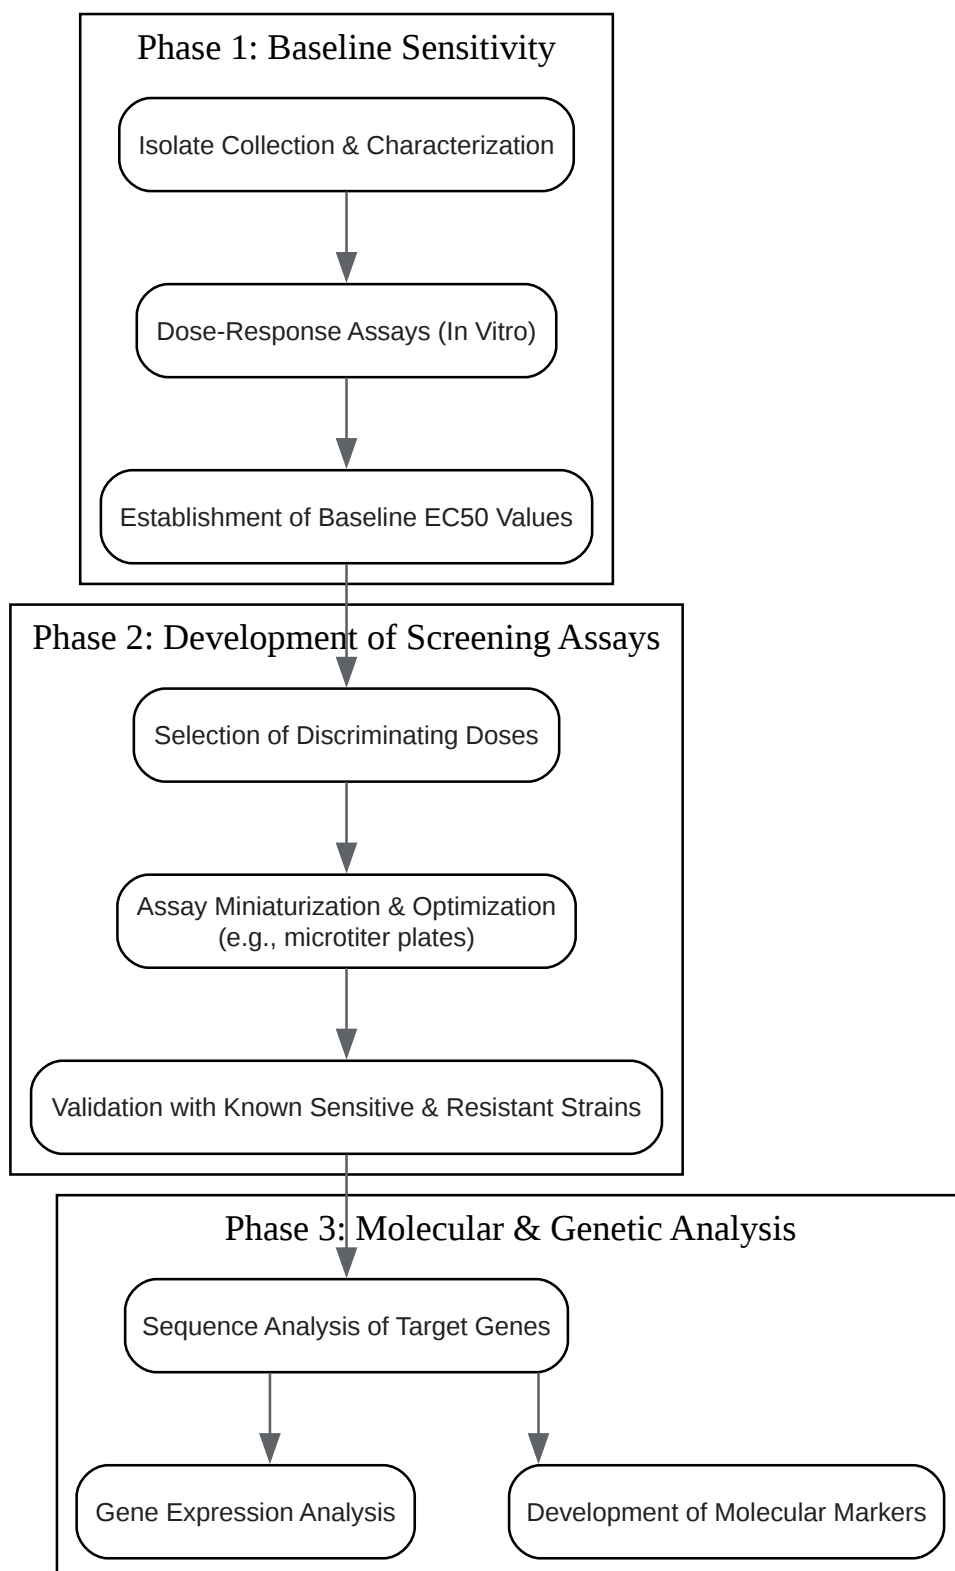 Phase 1: Baseline Sensitivity
Isolate Collection & Characterization
Dose-Response Assays (In Vitro)
Establishment of Baseline EC50 Values
Phase 2: Development of Screening Assays
Selection of Discriminating Doses
Assay Miniaturization & Optimization
(e.g., microtiter plates)
Validation with Known Sensitive & Resistant Strains
Phase 3: Molecular & Genetic Analysis
Sequence Analysis of Target Genes
Gene Expression Analysis
Development of Molecular Markers